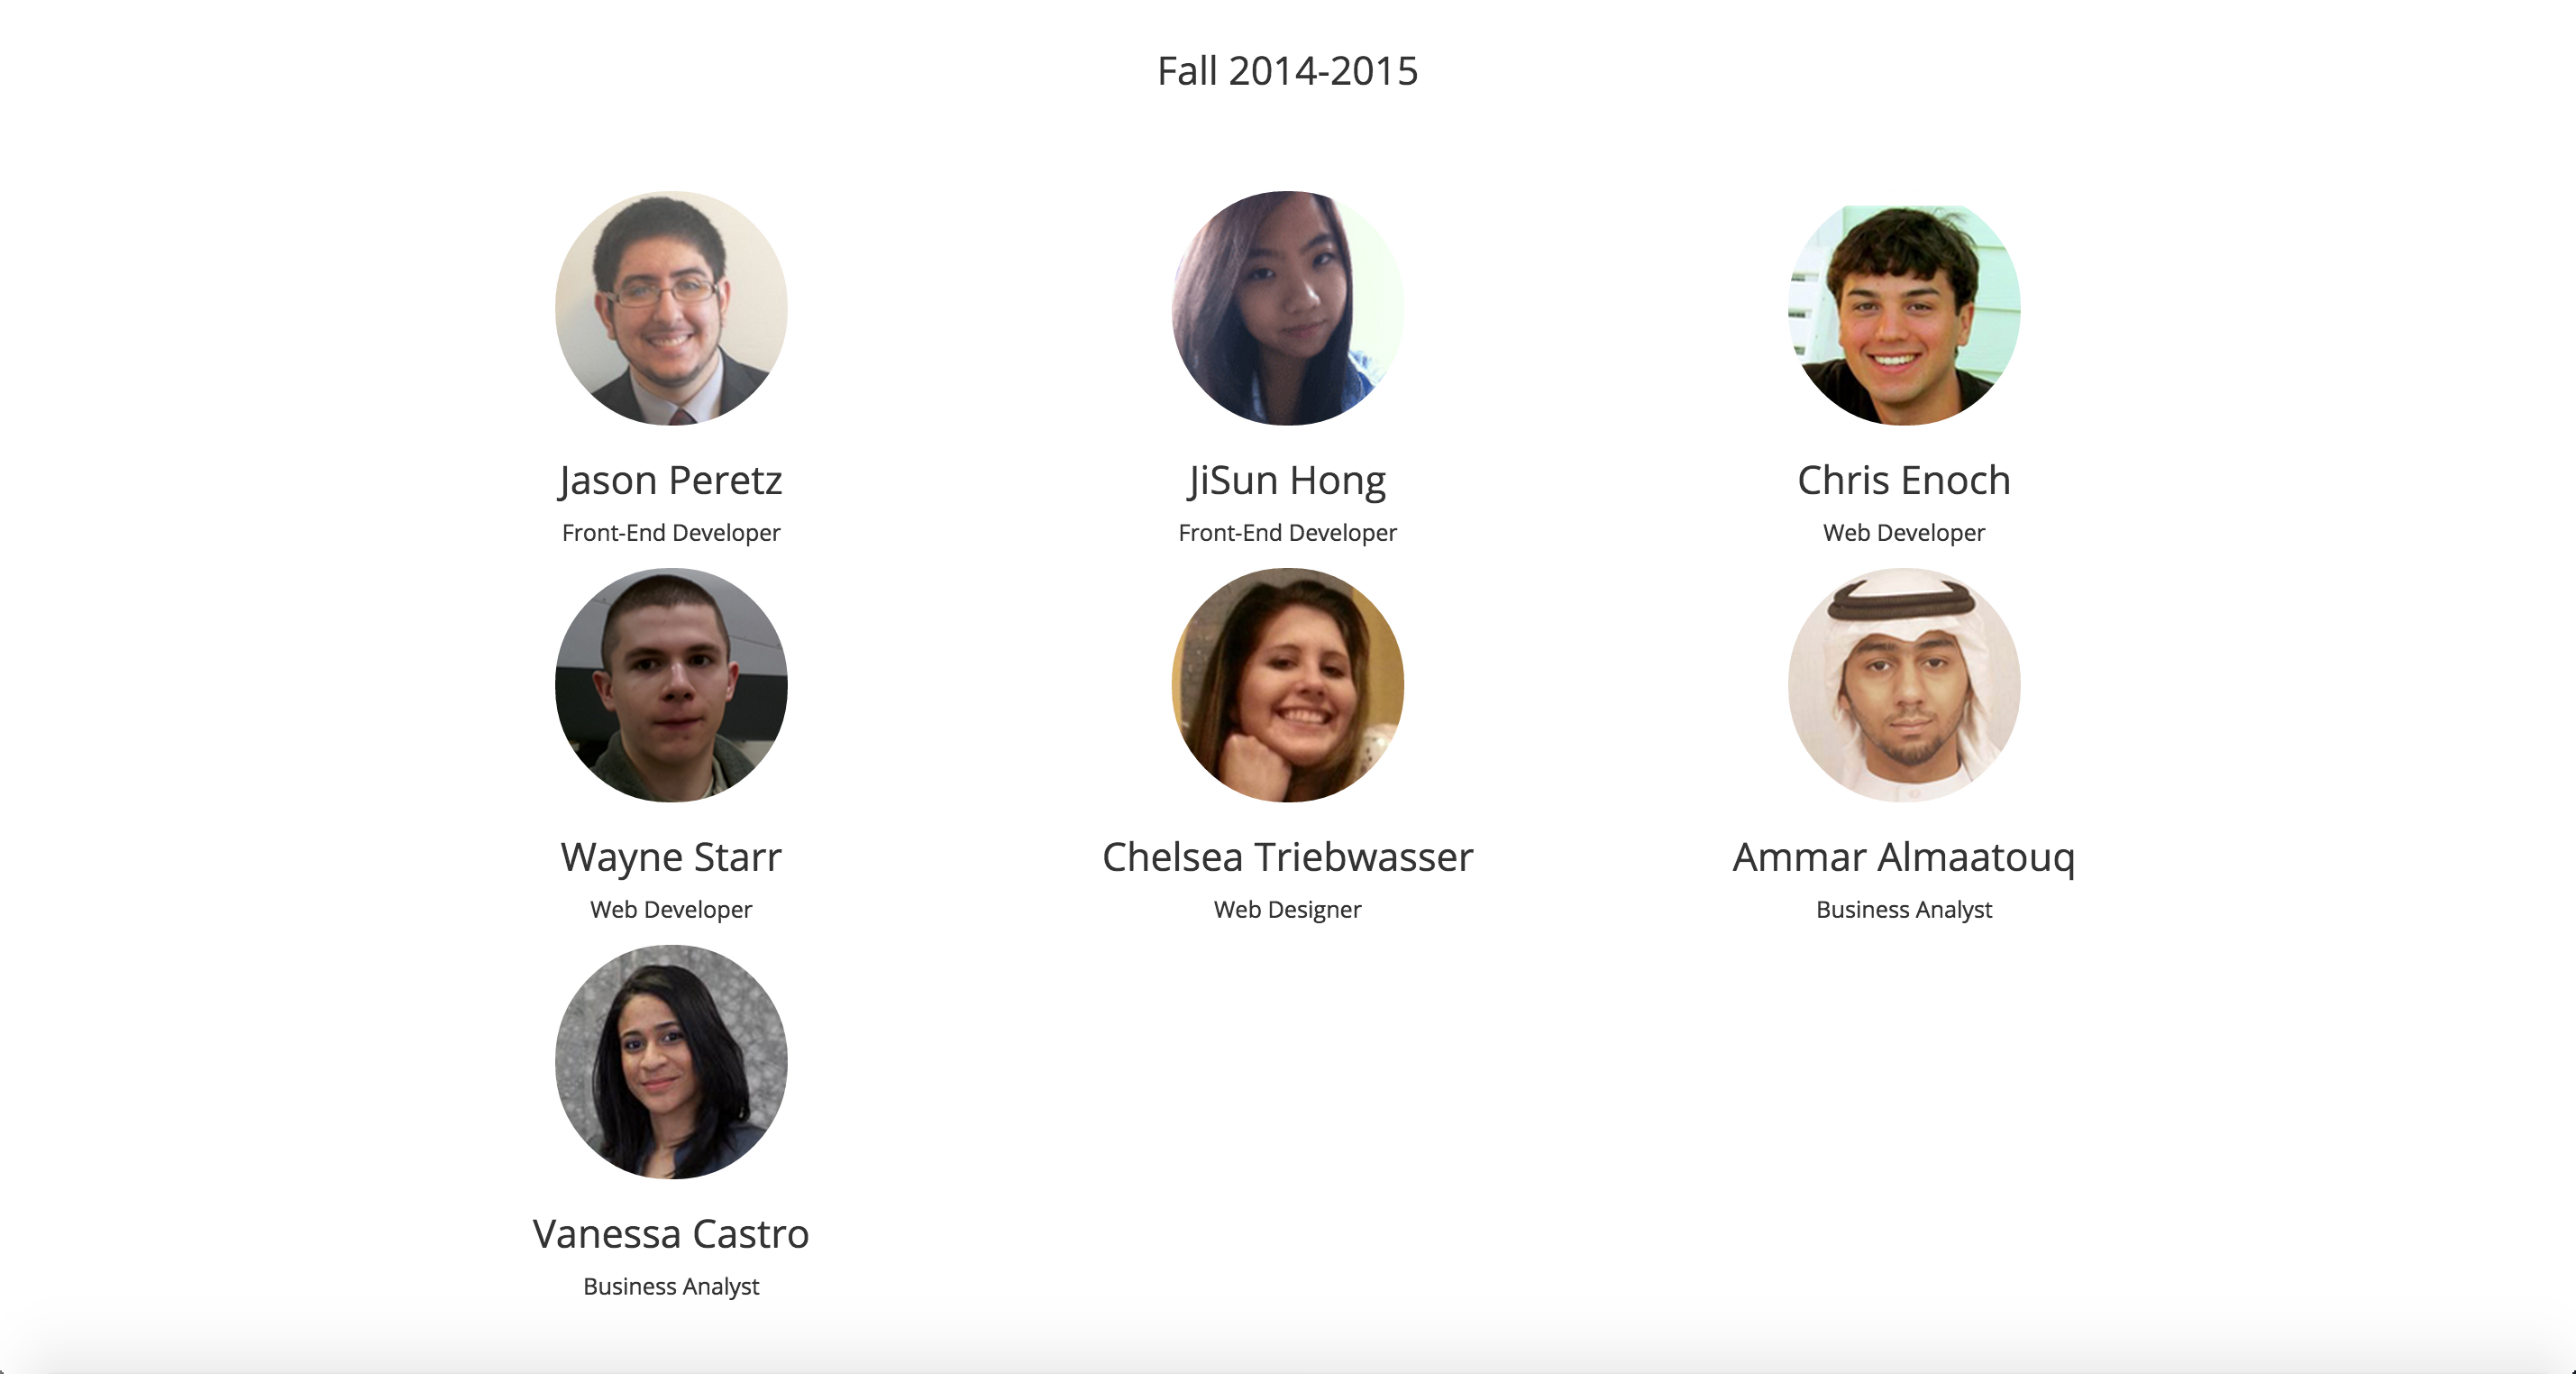 Fall 2014-2015
Jason Peretz
Front-End Developer
JiSun Hong
Front-End Developer
Chris Enoch
Web Developer
Wayne Starr
Web Developer
Chelsea Triebwasser
Web Designer
Ammar Almaatouq
Business Analyst
Vanessa Castro
Business Analyst